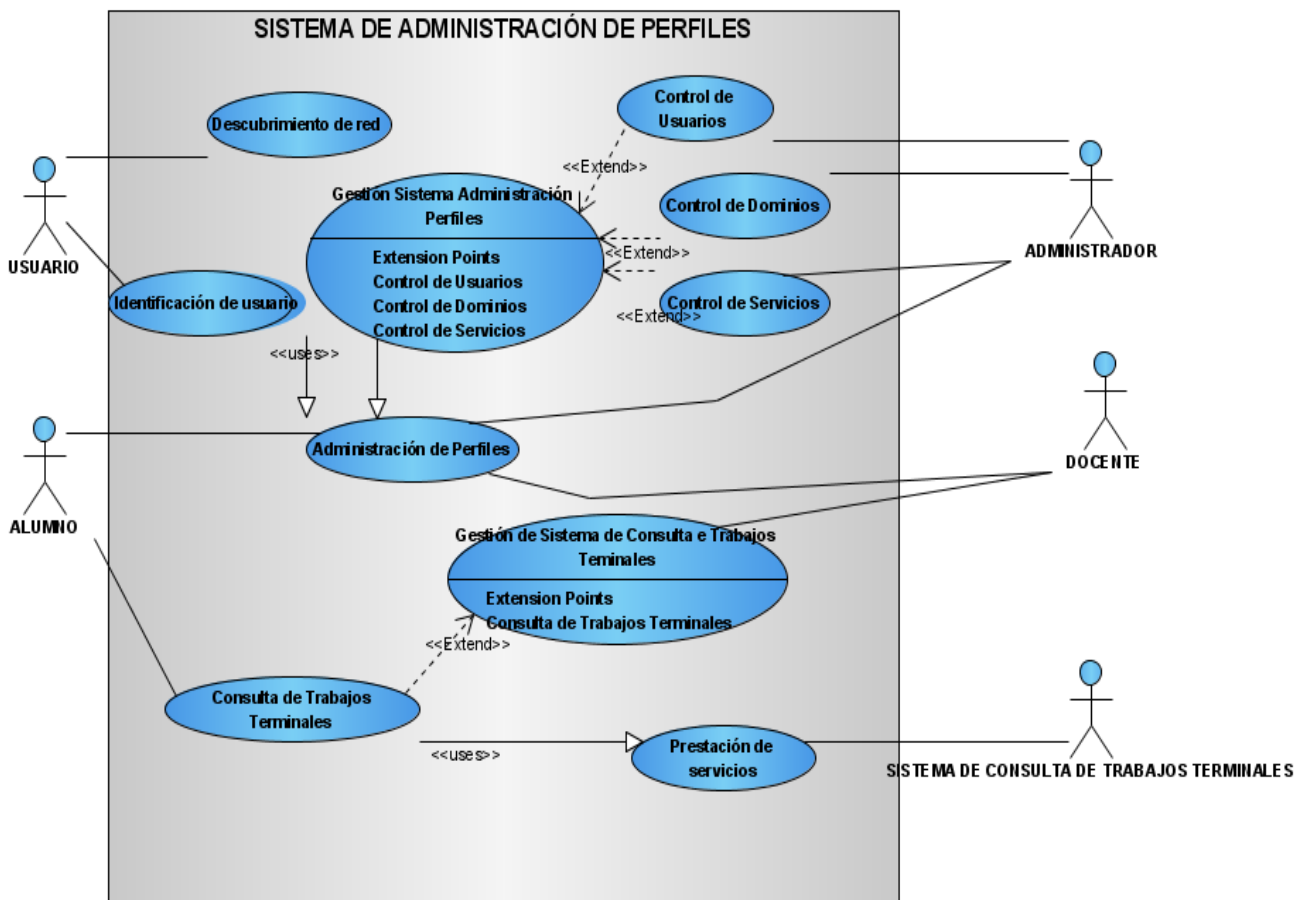 SISTEMA DE ADMINISTRACIÓN DE PERFILES
Descubrimiento de red
Control de
Usuarios
<<Extend>>
Gestión Sistema Administración
Perfiles
Extension Points
Control de Usuarios
Control de Dominios
Control de Servicios
Control de Dominios
<<Extend>>
Control de Servicios
<<Extend>>
USUARIO
ADMINISTRADOR
Identificación de usuario
<<uses>>
Administración de Perfiles
ALUMNO
DOCENTE
Gestión de Sistema de Consulta e Trabajos
Teminales
Extension Points
Consulta de Trabajos Terminales
<<Extend>>
Consulta de Trabajos
Terminales
<<uses>>
Prestación de
servicios
SISTEMA DE CONSULTA DE TRABAJOS TERMINALES